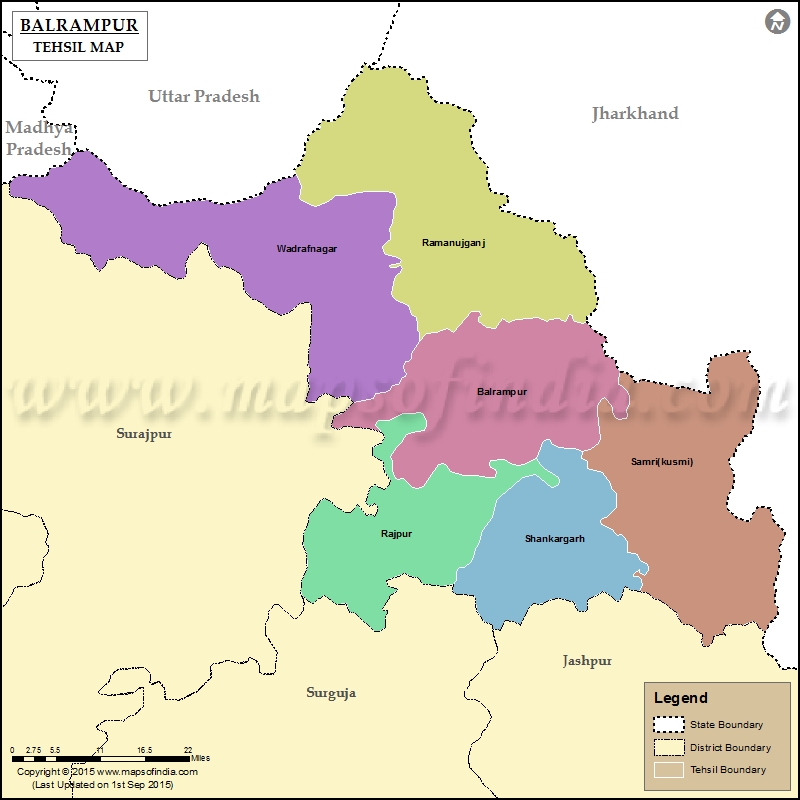 BALRAMPUR
TEHSIL MAP
N
Uttar Pradesh
Jharkhand
Madhya
Pradesh
Wadrafnagar
Ramanujganj
www.mapsofindia.com
Balrampur
Surajpur
Samri(kusmi)
Rajpur
Shankargarh
Jashpur
Surguja
Legend
State Boundary
District Boundary
Tehsil Boundary
0 2.75 5.5 11 16.5 22
Miles
Copyright © 2015 www.mapsofindia.com
(Last Updated on 1st Sep 2015)